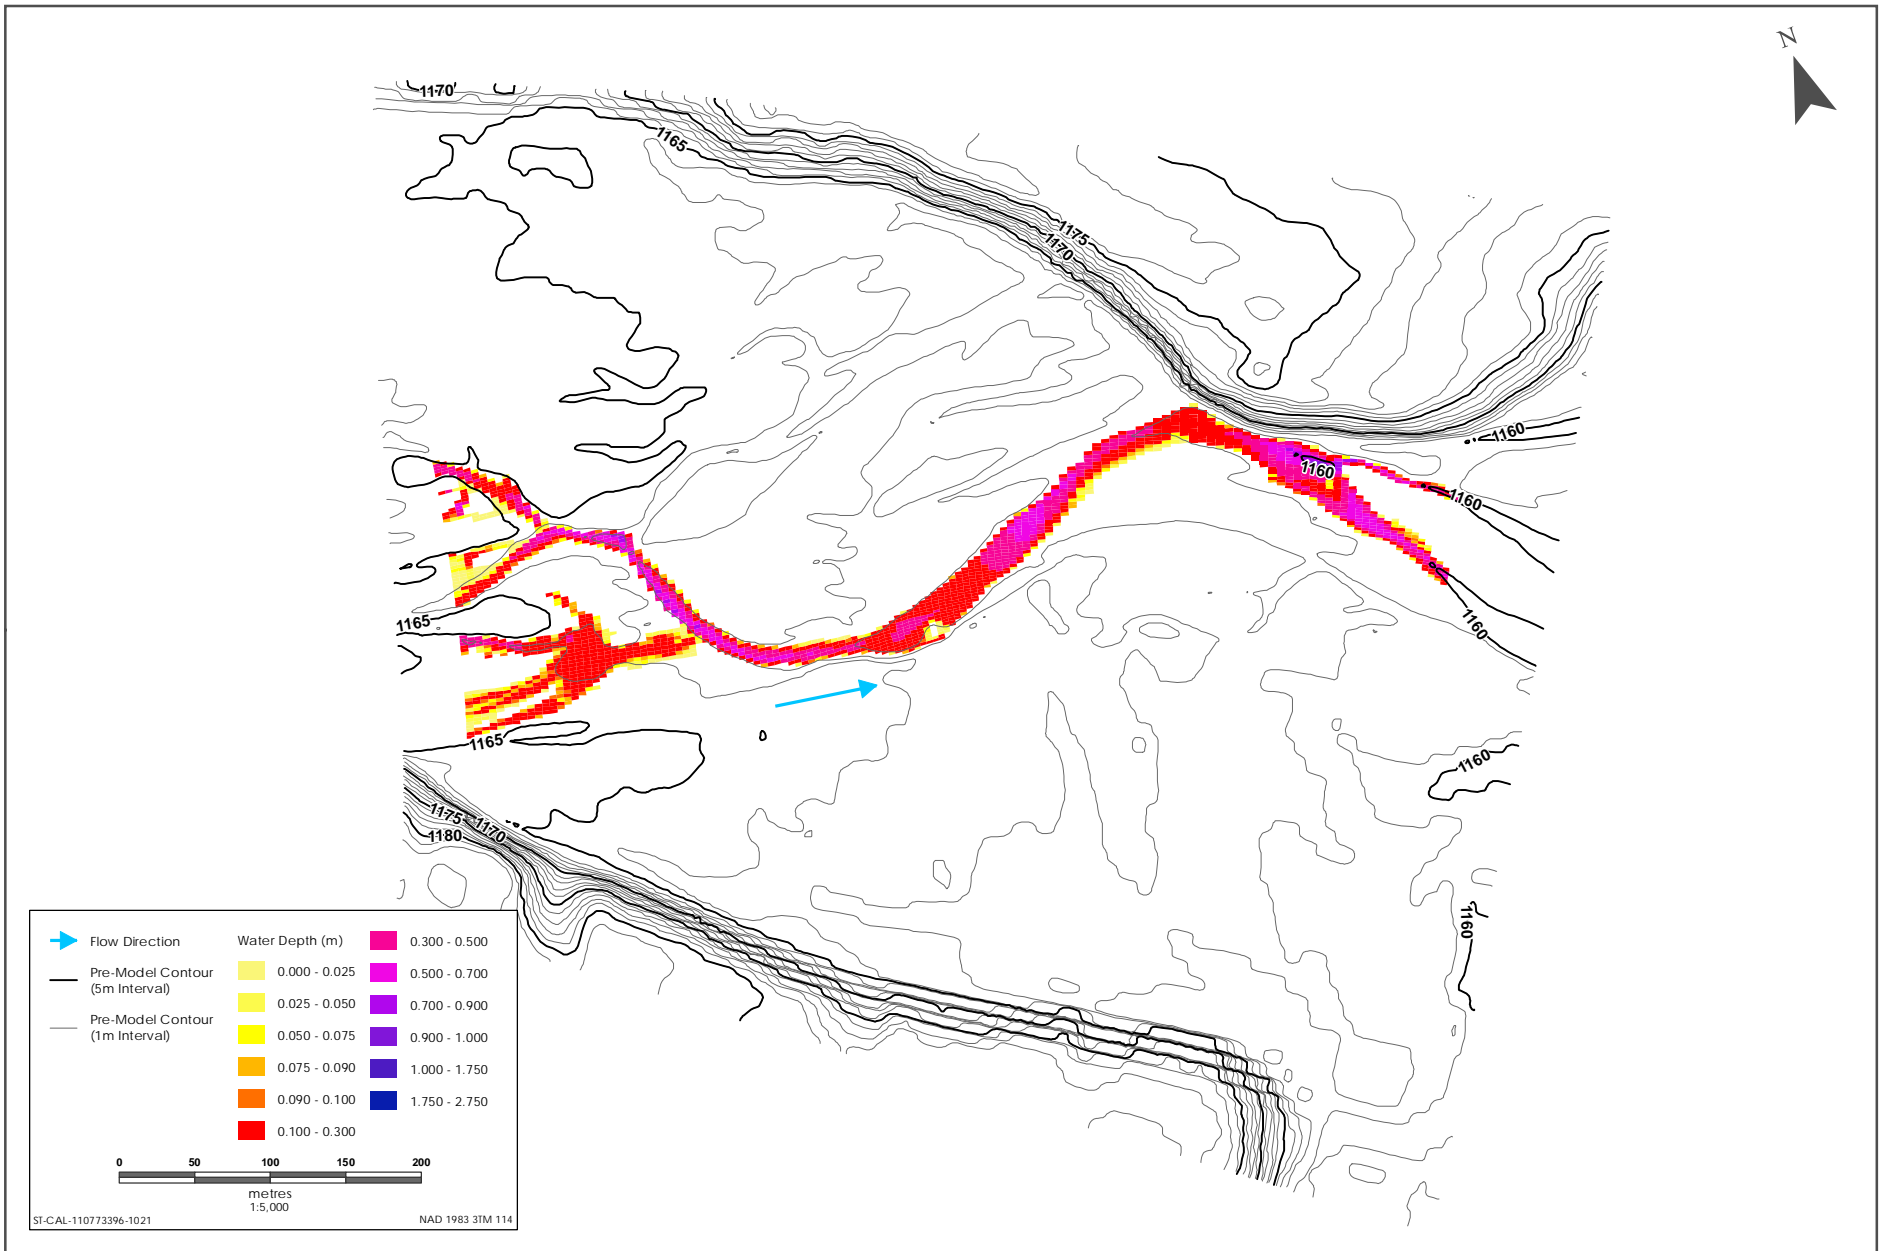 N
1170
1165
1175
1170
1160
1160
1160
1160
1165
1165
1160
1175
1170
1180
1160
Flow Direction
Pre-Model Contour
(5m Interval)
Pre-Model Contour
(1m Interval)
Water Depth (m)
0.000 - 0.025
0.025 - 0.050
0.050 - 0.075
0.075 - 0.090
0.090 - 0.100
0.100 - 0.300
0.300 - 0.500
0.500 - 0.700
0.700 - 0.900
0.900 - 1.000
1.000 - 1.750
1.750 - 2.750
0 50 100 150 200
metres
1:5,000
ST-CAL-110773396-1021
NAD 1983 3TM 114